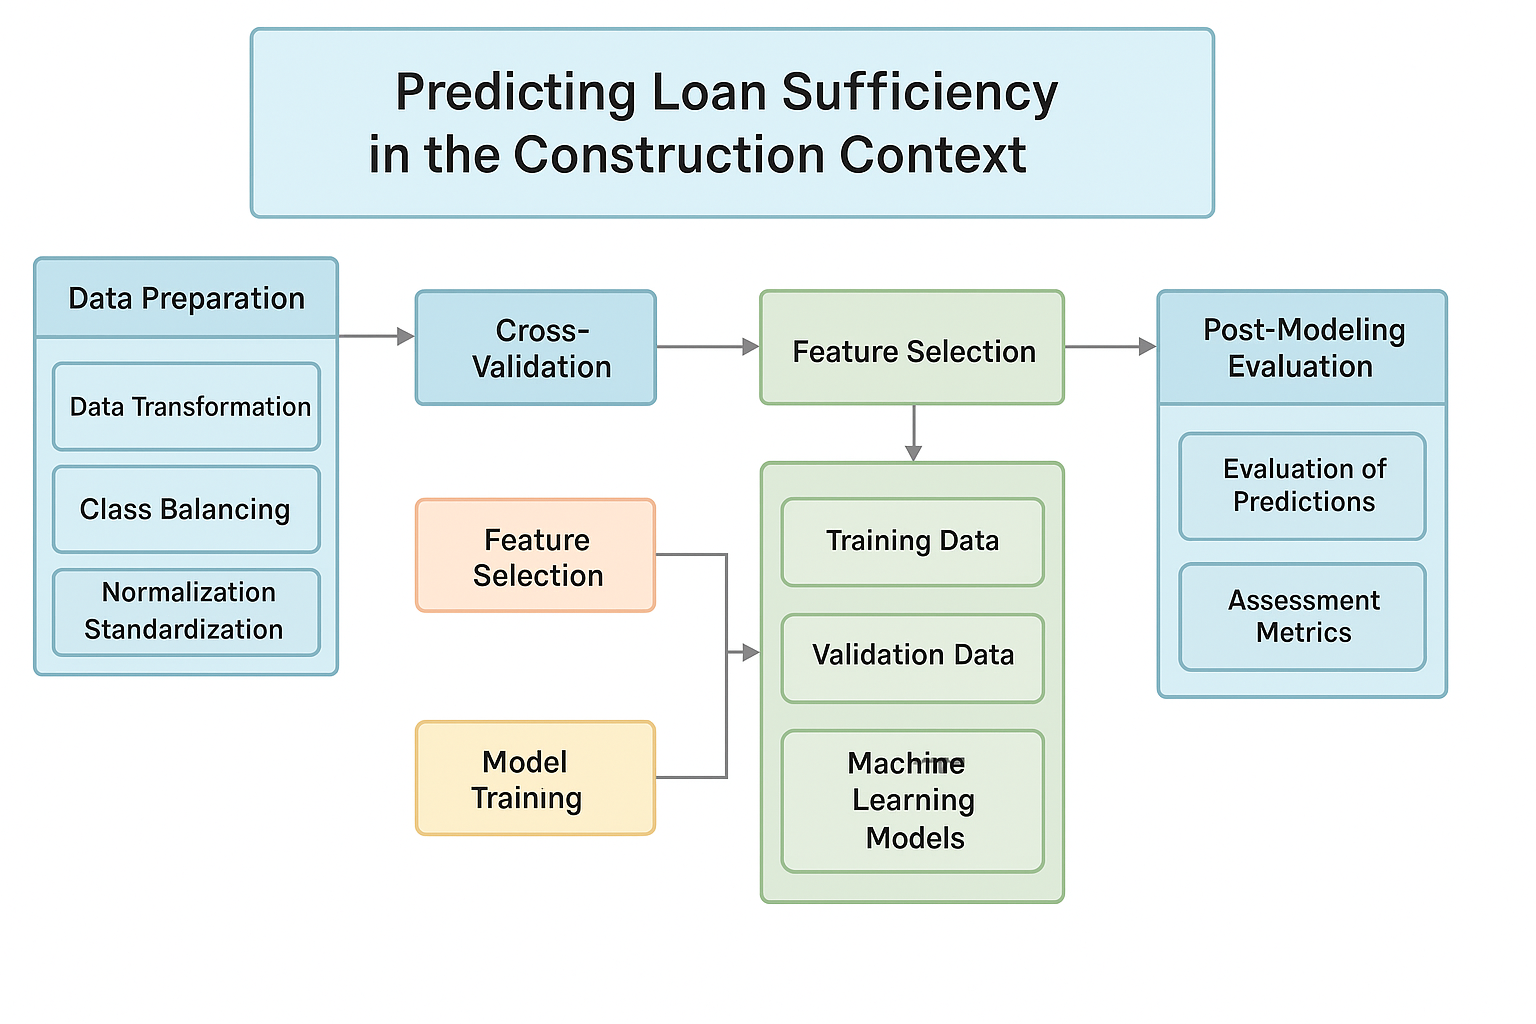 Predicting Loan Sufficiency
in the Construction Context
Data Preparation
Data Transformation
Class Balancing
Normalization
Standardization
Cross-
Validation
Feature Selection
Post-Modeling
Evaluation
Evaluation of
Predictions
Assessment
Metrics
Feature
Selection
Model
Training
Training Data
Validation Data
Machine
Learning
Models